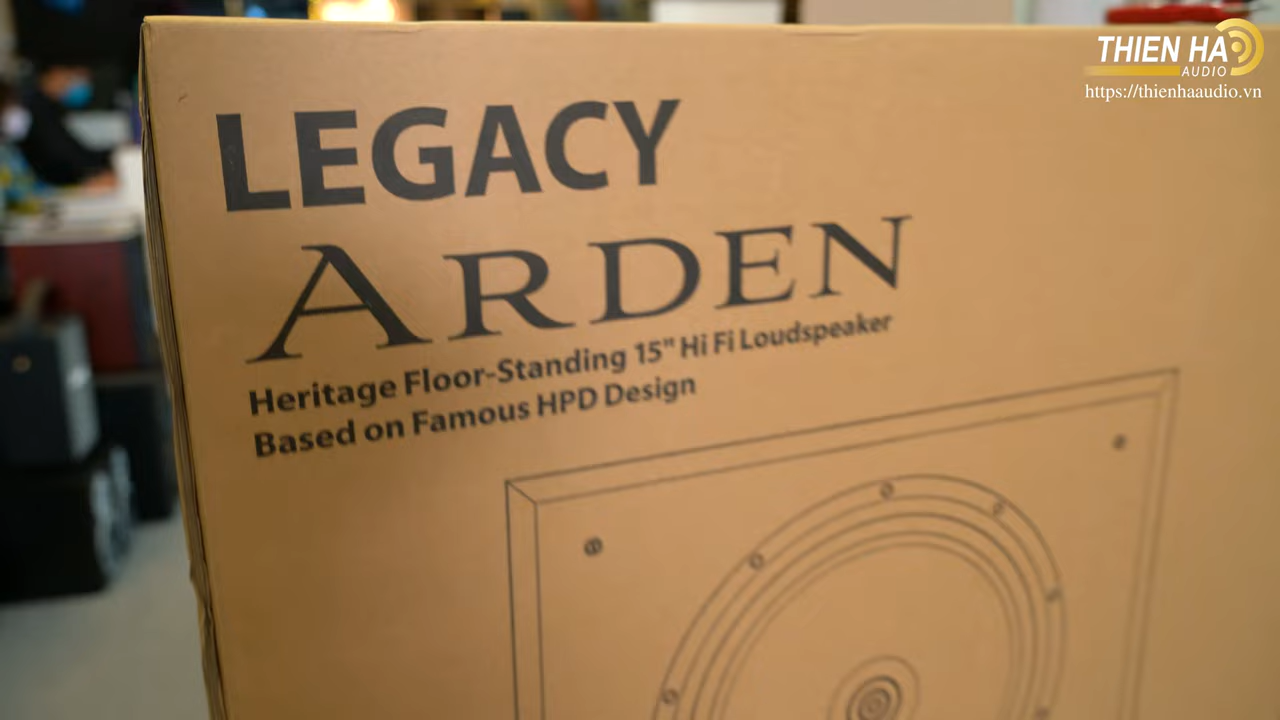 THIEN HA
AUDIO
https://thienhaaudio.vn
LEGACY
ARDEN
Heritage Floor-Standing 15" Hi Fi Loudspeaker
Based on Famous HPD Design